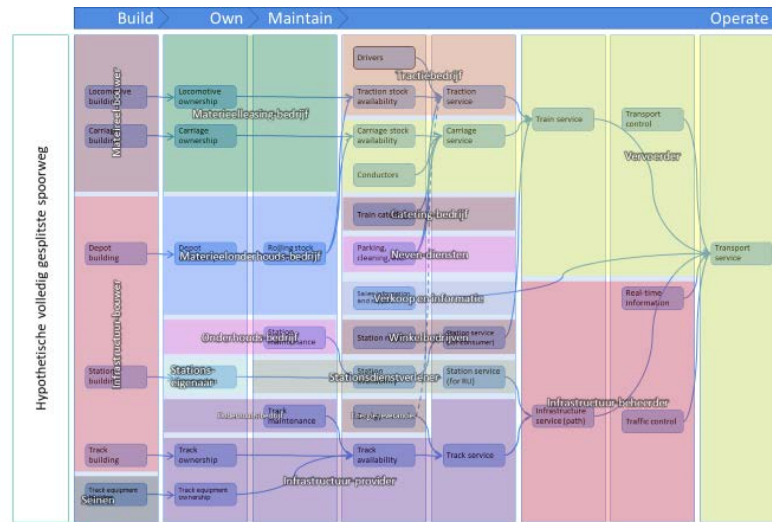 Build
Own
Maintain
Operate
Hypothetische volledig gesplitste spoorweg
Materieel-bouwer
Infrastructuur-bouwer
Drivers
Tractiebedrijf
Locomotive
building
Locomotive
ownership
Materieelleasing-bedrijf
Traction stock
availability
Traction
service
Carriage
building
Carriage
ownership
Carriage stock
availability
Carriage
service
Train service
Transport
control
Vervoerder
Conductors
Catering-bedrijf
Depot
building
Depot
Materieelonderhouds-bedrijf
Rolling stock
Parking,
cleaning,
Neven-diensten
Transport
service
Verkoop en informatie
Real-time
information
Onderhouds-bedrijf
Station
maintenance
Winkelbedrijven
Station service
Station
building
Stations-
eigenaar
Station
Stationsdienstverlener
Station service
(for RU)
Infrastructuur-beheerder
Track
maintenance
Infrastructure
service (path)
Traffic control
Track
building
Track
ownership
Track
availability
Track service
Infrastructuur-provider
Track equipment
Seinen
Track equipment
ownership